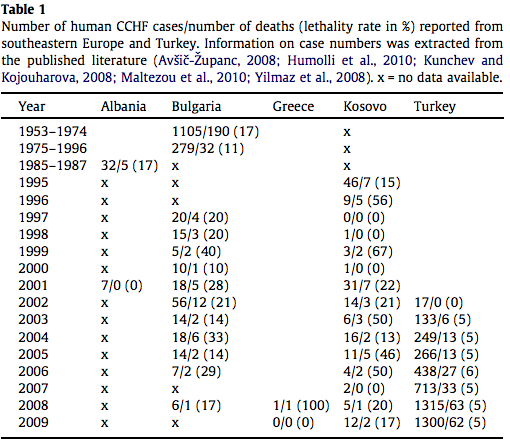 Table 1
Number of human CCHF cases/number of deaths (lethality rate in %) reported from
southeastern Europe and Turkey. Information on case numbers was extracted from
the published literature (Avšič-Županc, 2008; Humolli et al., 2010; Kunchev and
Kojouharova, 2008; Maltezou et al., 2010; Yilmaz et al., 2008). x = no data available.
Year Albania Bulgaria Greece Kosovo Turkey
1953–1974 1105/190 (17) x
1975–1996 279/32 (11) x
1985–1987 32/5 (17) x x
1995 x x 46/7 (15)
1996 x x 9/5 (56)
1997 x 20/4 (20) 0/0 (0)
1998 x 15/3 (20) 1/0 (0)
1999 x 5/2 (40) 3/2 (67)
2000 x 10/1 (10) 1/0 (0)
2001 7/0 (0) 18/5 (28) 31/7 (22)
2002 x 56/12 (21) 14/3 (21) 17/0 (0)
2003 x 14/2 (14) 6/3 (50) 133/6 (5)
2004 x 18/6 (33) 16/2 (13) 249/13 (5)
2005 x 14/2 (14) 11/5 (46) 266/13 (5)
2006 x 7/2 (29) 4/2 (50) 438/27 (6)
2007 x x 2/0 (0) 713/33 (5)
2008 x 6/1 (17) 1/1 (100) 5/1 (20) 1315/63 (5)
2009 x x 0/0 (0) 12/2 (17) 1300/62 (5)